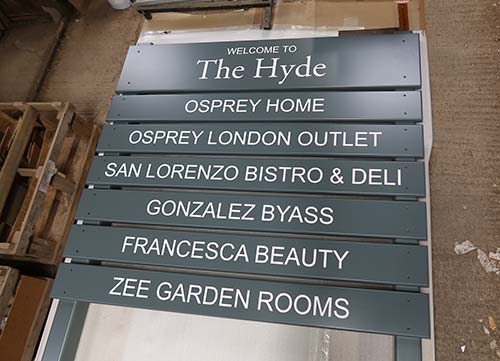 WELCOME TO
The Hyde
OSPREY HOME
OSPREY LONDON OUTLET
SAN LORENZO BISTRO & DELI
GONZALEZ BYASS
FRANCESCA BEAUTY
ZEE GARDEN ROOMS